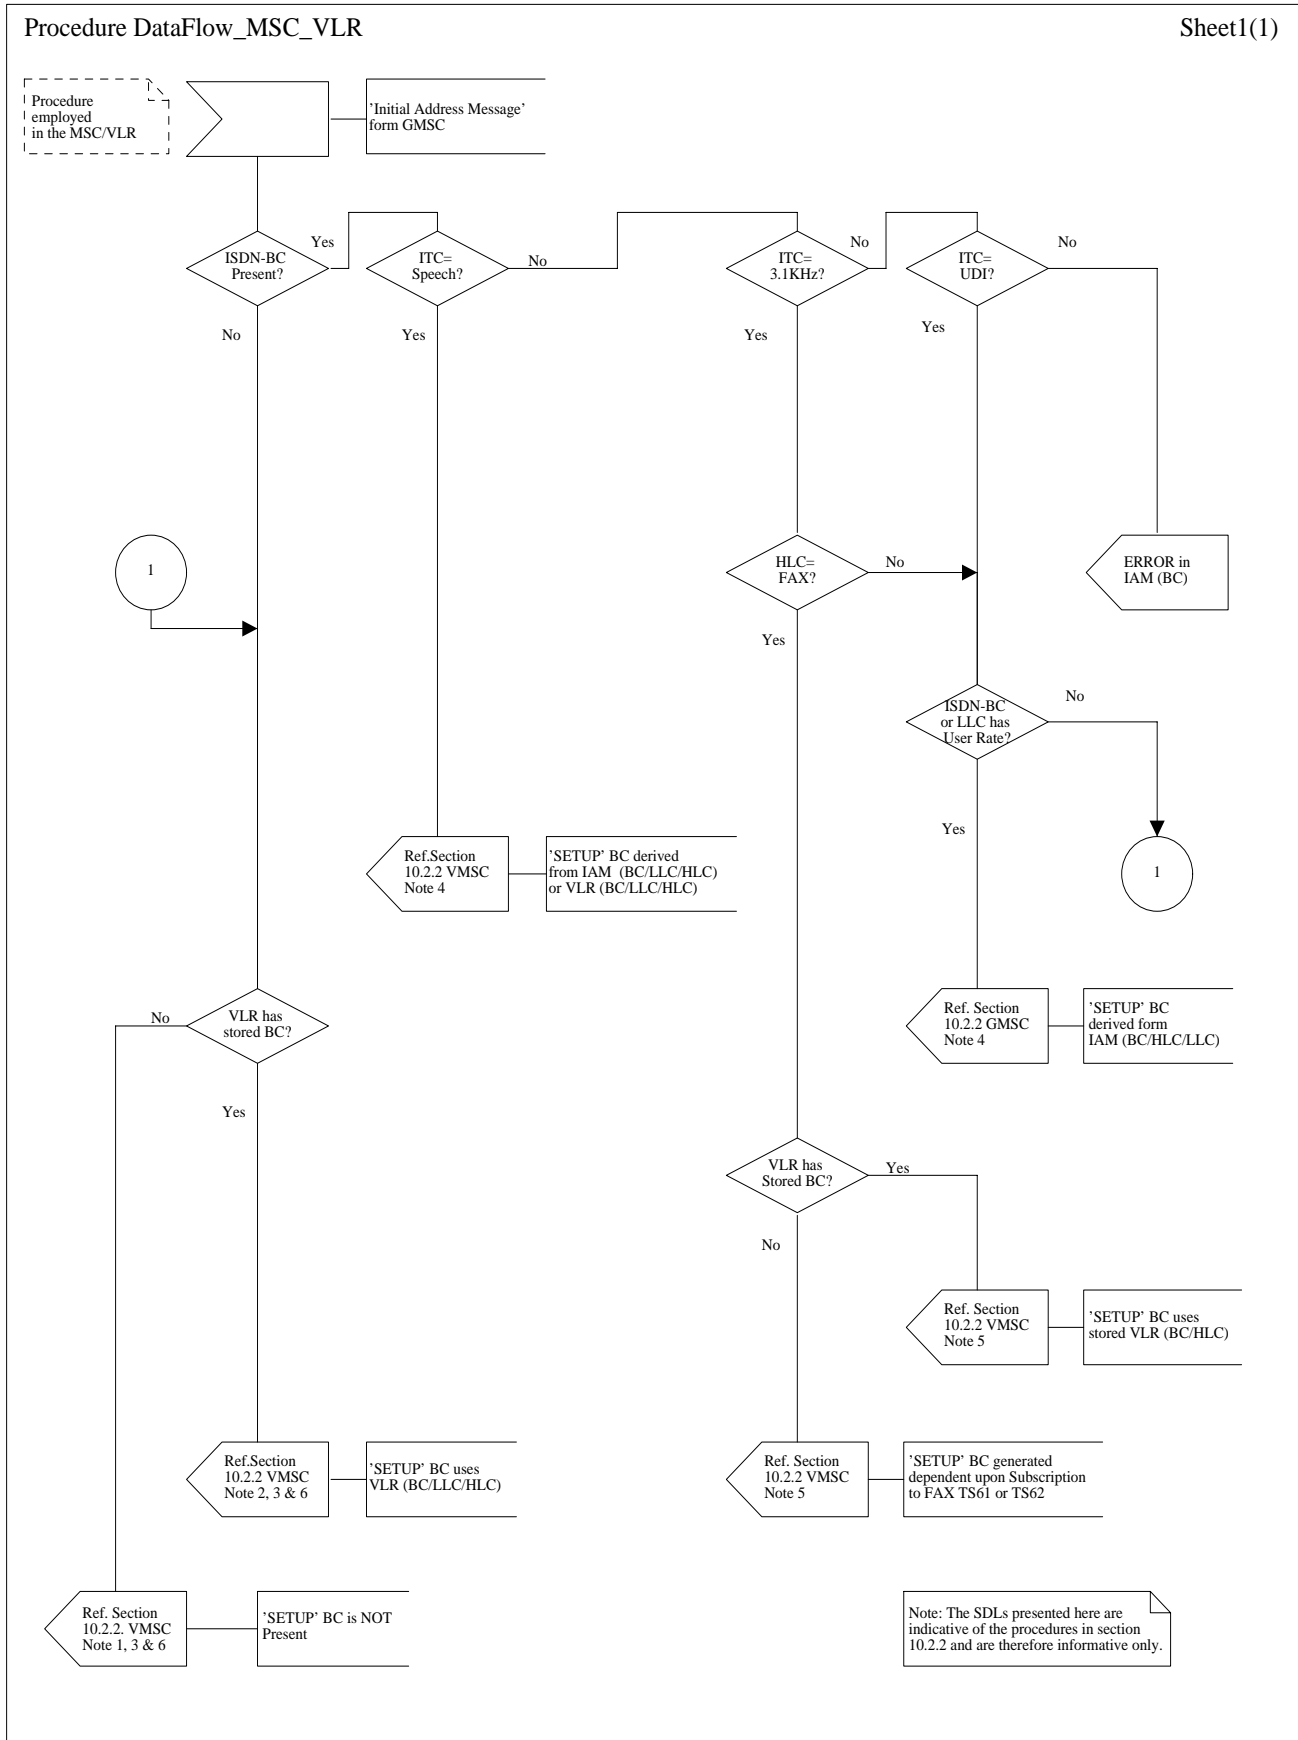 Procedure DataFlow_MSC_VLR
Sheet1(1)
Procedure
employed
in the MSC/VLR
'Initial Address Message'
form GMSC
ISDN-BC
Present?
Yes
No
ITC=
Speech?
No
Yes
ITC=
3.1KHz?
No
Yes
ITC=
UDI?
No
Yes
1
HLC=
FAX?
No
Yes
ERROR in
IAM (BC)
ISDN-BC
or LLC has
User Rate?
No
Yes
Ref.Section
10.2.2 VMSC
Note 4
'SETUP' BC derived
from IAM (BC/LLC/HLC)
or VLR (BC/LLC/HLC)
1
VLR has
stored BC?
No
Yes
Ref. Section
10.2.2 GMSC
Note 4
'SETUP' BC
derived form
IAM (BC/HLC/LLC)
VLR has
Stored BC?
Yes
No
Ref. Section
10.2.2 VMSC
Note 5
'SETUP' BC uses
stored VLR (BC/HLC)
Ref.Section
10.2.2 VMSC
Note 2, 3 & 6
'SETUP' BC uses
VLR (BC/LLC/HLC)
Ref. Section
10.2.2 VMSC
Note 5
'SETUP' BC generated
dependent upon Subscription
to FAX TS61 or TS62
Ref. Section
10.2.2. VMSC
Note 1, 3 & 6
'SETUP' BC is NOT
Present
Note: The SDLs presented here are
indicative of the procedures in section
10.2.2 and are therefore informative only.